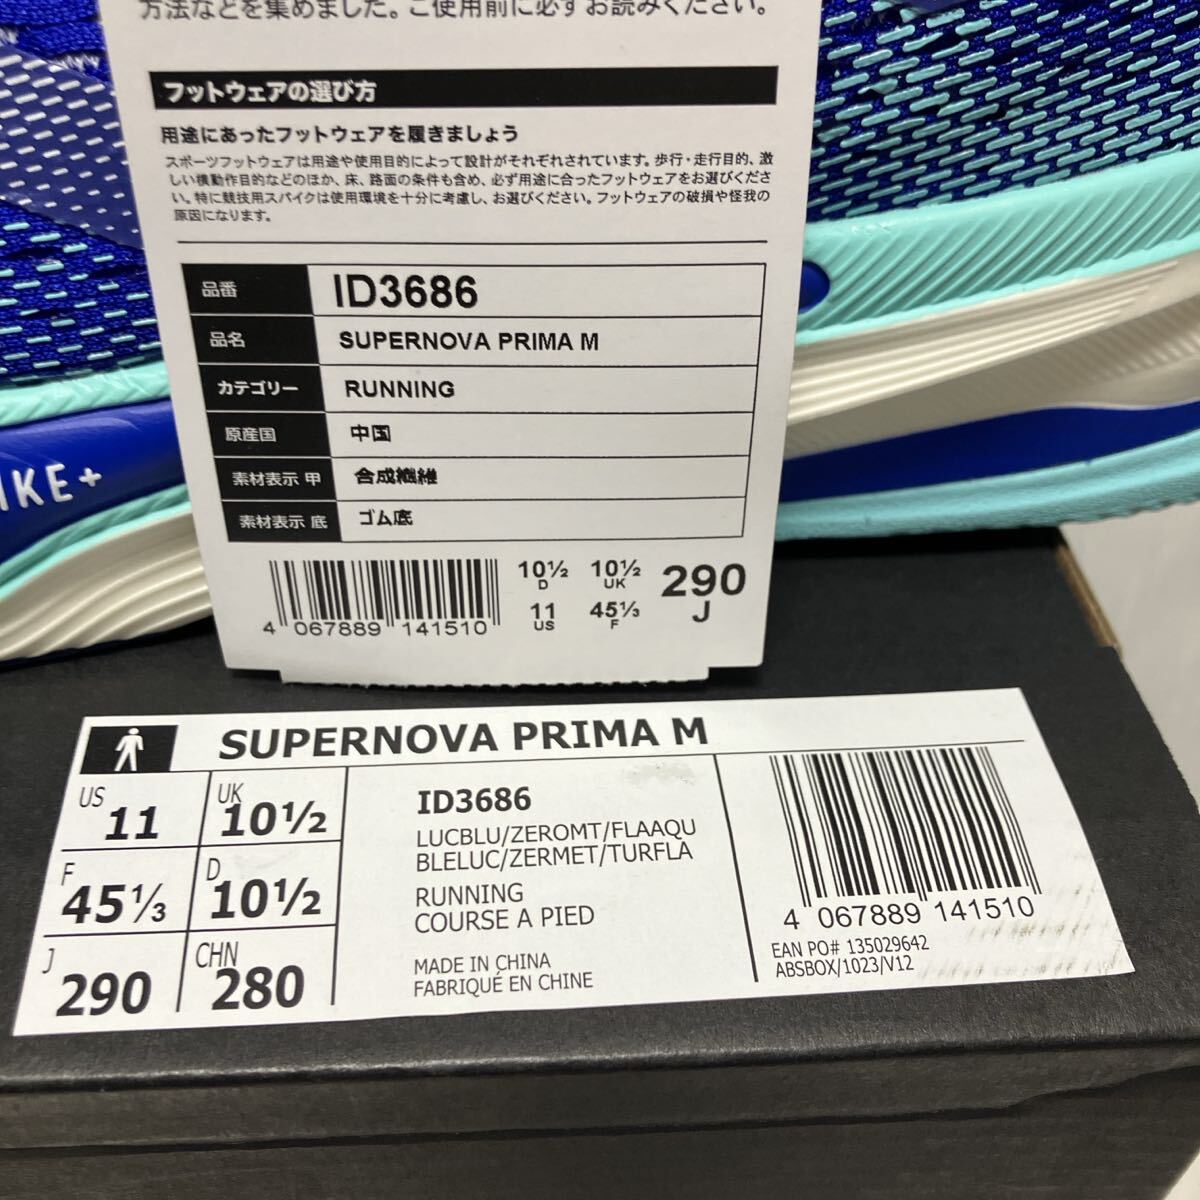 方法などを集めました。ご使用前に必ずお読みください。
フットウェアの選び方
用途にあったフットウェアを履きましょう
スポーツフットウェアは用途や使用目的によって設計がそれぞれされています。歩行・走行目的、激
しい横動作目的などのほか、床、路面の条件も含め、必ず用途に合ったフットウェアをお選びくださ
い。特に競技用スパイクは使用環境を十分に考慮し、お選びください。フットウェアの破損や怪我の
原因になります。
品番 ID3686
品名 SUPERNOVA PRIMA M
カテゴリー RUNNING
原産国 中国
素材表示 甲 合成繊維
素材表示 底 ゴム底
4 067889 141510
10½ D 10½ UK 290 J
11 US 45⅓ F
IKE+
SUPERNOVA PRIMA M
US 11 UK 10½
F 45⅓ D 10½
J 290 CHN 280
ID3686
LUCBLU/ZEROMT/FLAAQU
BLELUC/ZERMET/TURFLA
RUNNING
COURSE A PIED
MADE IN CHINA
FABRIQUÉ EN CHINE
4 067889 141510
EAN PO# 135029642
ABSBOX/1023/V12